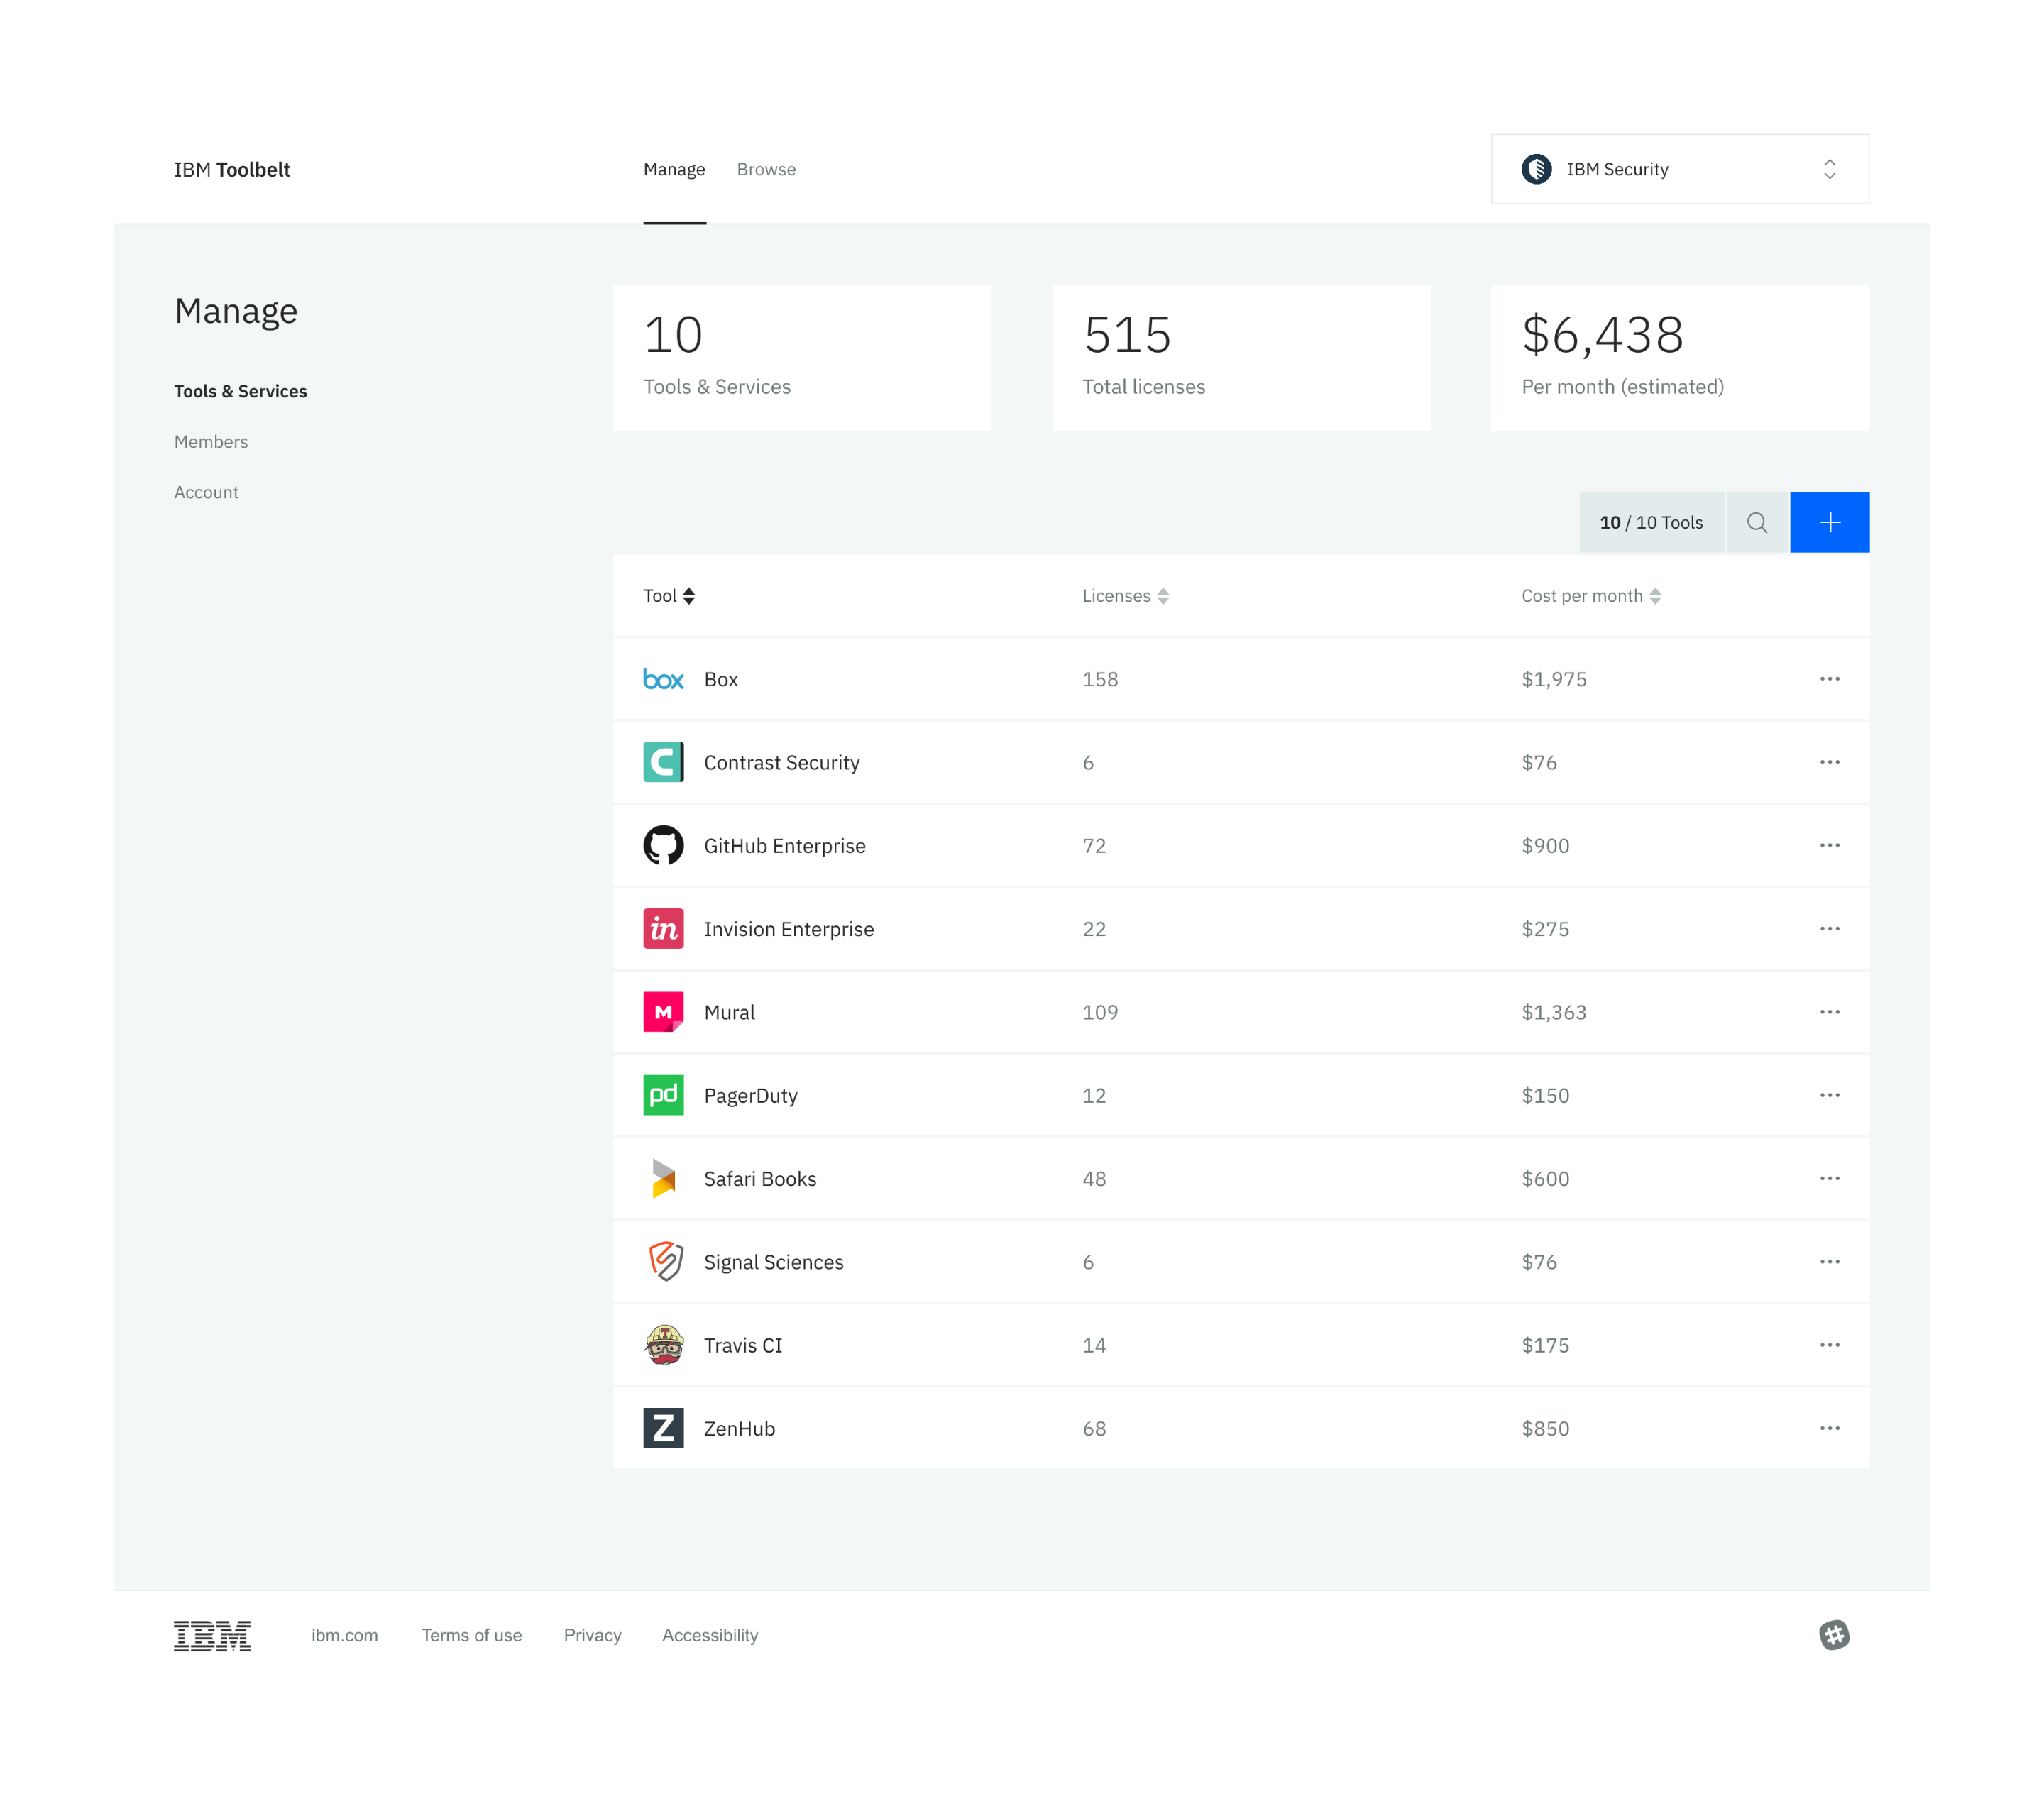 IBM Toolbelt
Manage Browse
IBM Security
Manage
Tools & Services
Members
Account
10
Tools & Services
515
Total licenses
$6,438
Per month (estimated)
10 / 10 Tools
Tool Licenses Cost per month
box Box 158 $1,975
C Contrast Security 6 $76
GitHub Enterprise 72 $900
in Invision Enterprise 22 $275
M Mural 109 $1,363
pd PagerDuty 12 $150
Safari Books 48 $600
Signal Sciences 6 $76
T Travis CI 14 $175
Z ZenHub 68 $850
IBM ibm.com Terms of use Privacy Accessibility